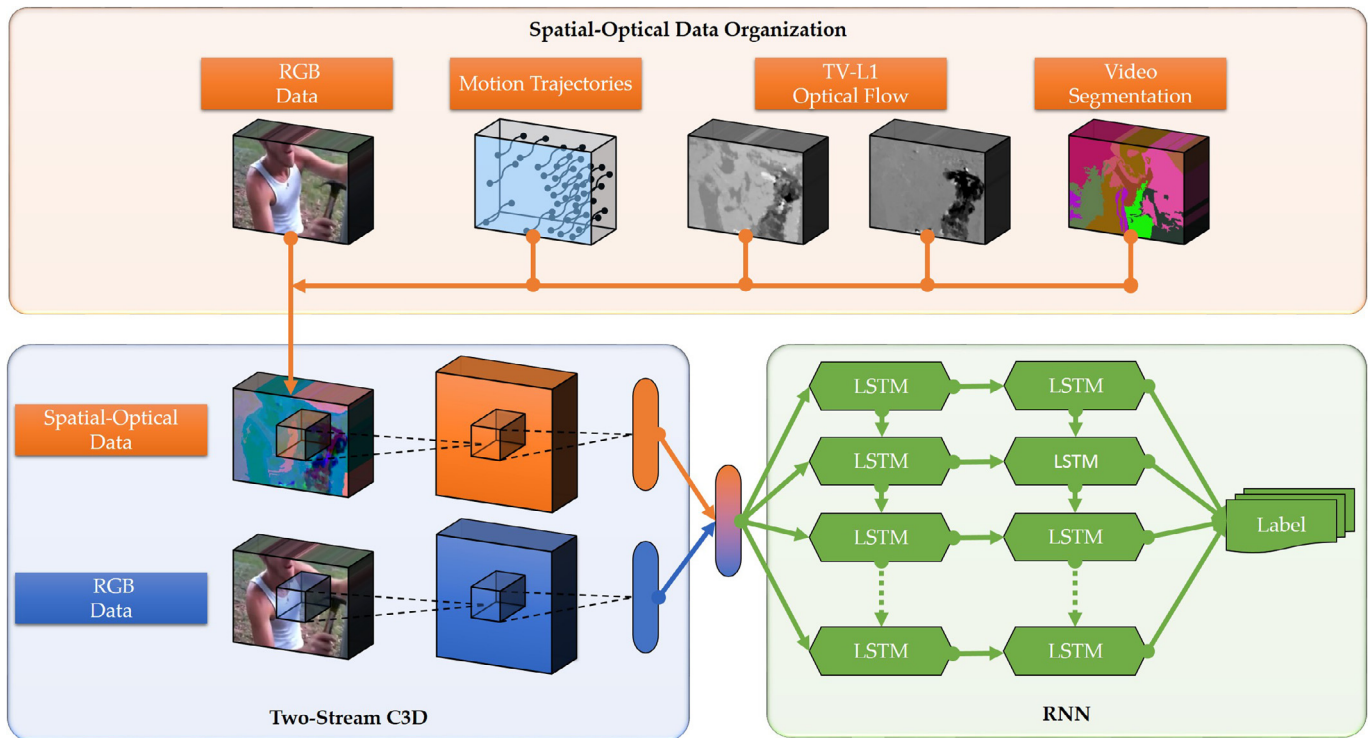 Spatial-Optical Data Organization
RGB
Data
Motion Trajectories
TV-L1
Optical Flow
Video
Segmentation
Spatial-Optical
Data
RGB
Data
Two-Stream C3D
LSTM
LSTM
LSTM
LSTM
LSTM
LSTM
LSTM
LSTM
Label
RNN